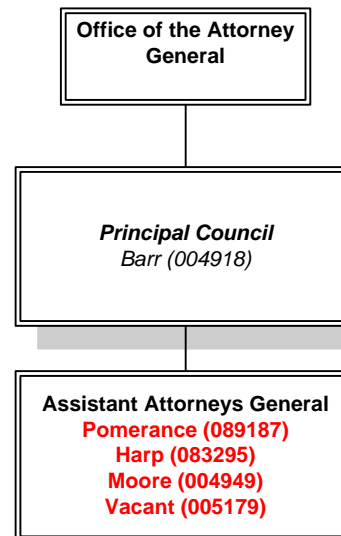 Office of the Attorney
General
Principal Council
Barr (004918)
Assistant Attorneys General
Pomerance (089187)
Harp (083295)
Moore (004949)
Vacant (005179)